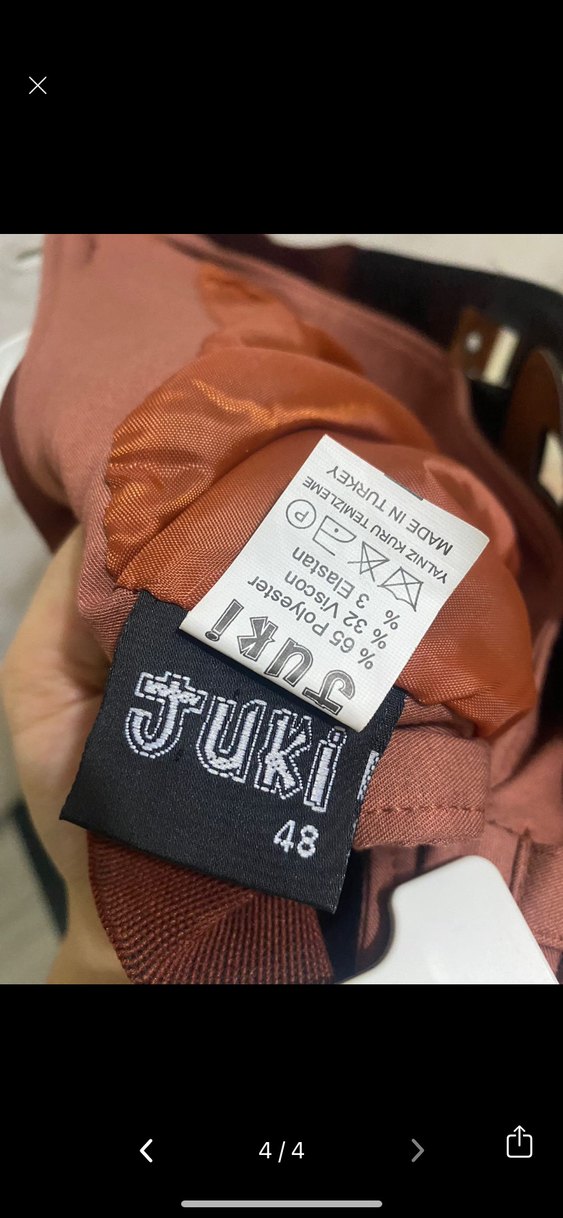 JUKI
% 65 Polyester
% 32 Viscon
% 3 Elastan
P
YALNIZ KURU TEMİZLEME
MADE IN TURKEY
JUKi
48
4 / 4